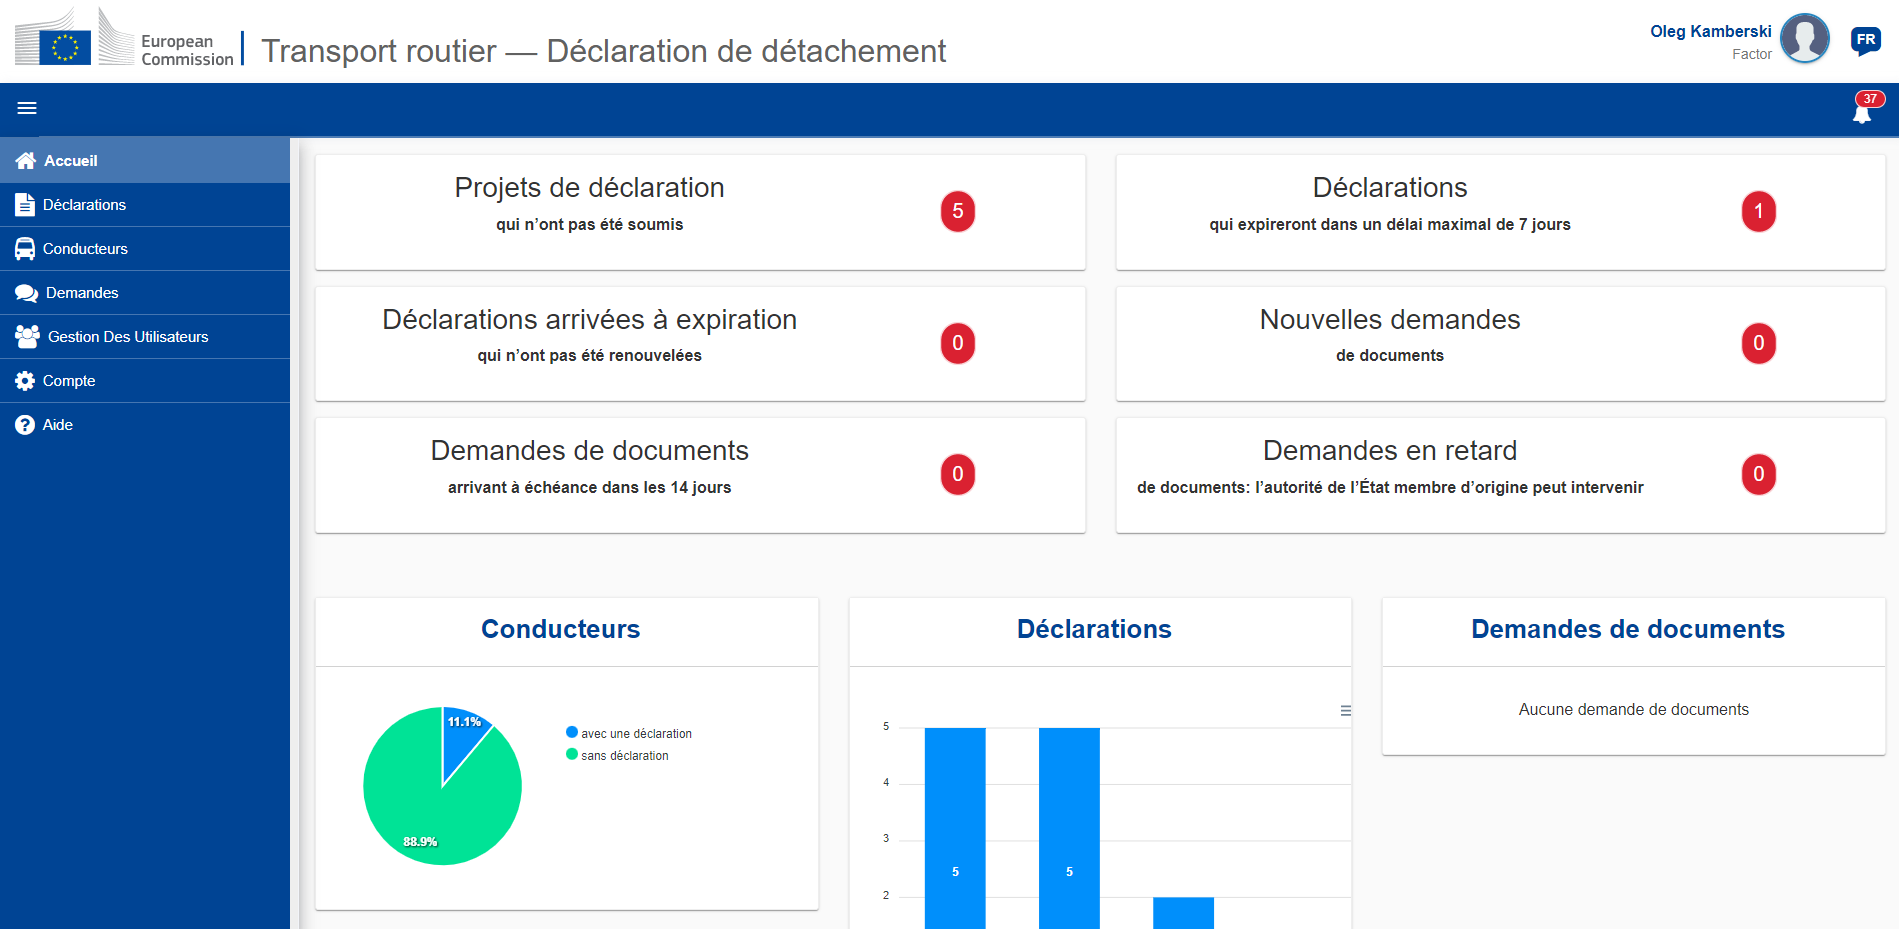 European
Commission
Transport routier — Déclaration de détachement
Oleg Kamberski
Factor
FR
37
Accueil
Déclarations
Conducteurs
Demandes
Gestion Des Utilisateurs
Compte
Aide
Projets de déclaration
qui n’ont pas été soumis
5
Déclarations
qui expireront dans un délai maximal de 7 jours
1
Déclarations arrivées à expiration
qui n’ont pas été renouvelées
0
Nouvelles demandes
de documents
0
Demandes de documents
arrivant à échéance dans les 14 jours
0
Demandes en retard
de documents: l’autorité de l’État membre d’origine peut intervenir
0
Conducteurs
11.1%
88.9%
avec une déclaration
sans déclaration
Déclarations
5
4
3
2
5
5
Demandes de documents
Aucune demande de documents